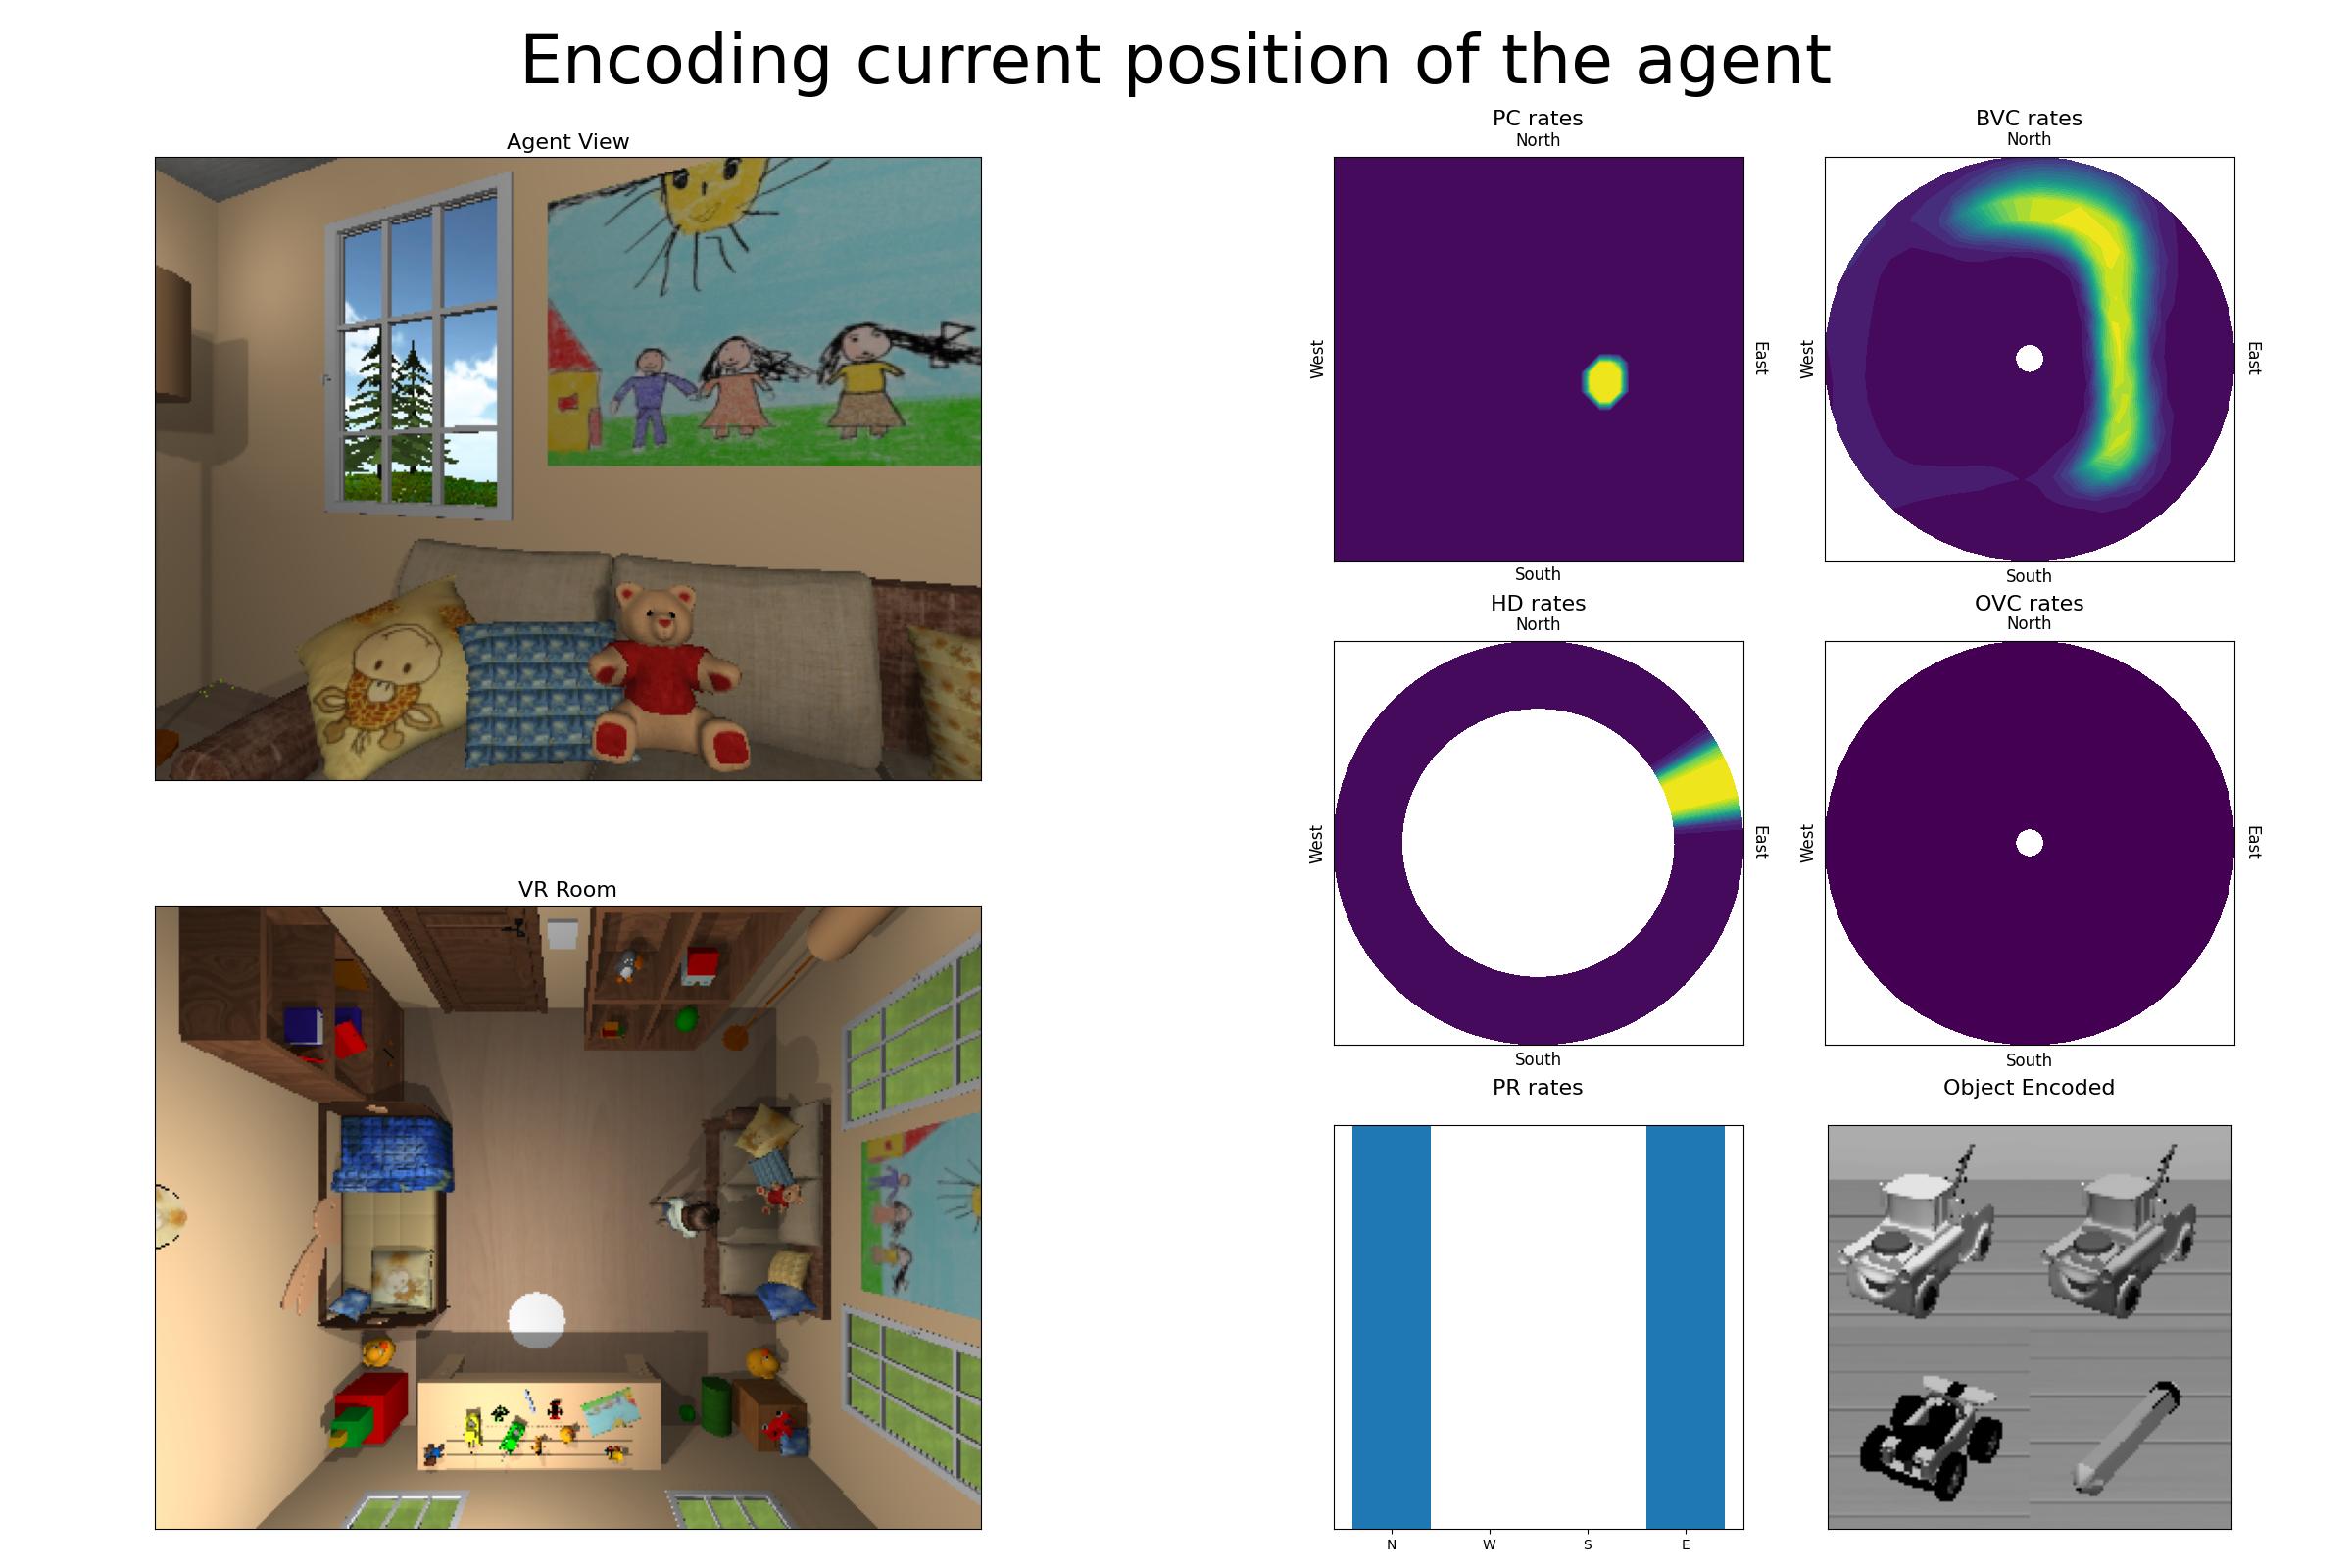 Encoding current position of the agent
Agent View
PC rates
North
West
East
South
BVC rates
North
West
East
South
HD rates
North
West
East
South
OVC rates
North
West
East
South
VR Room
PR rates
N W S E
Object Encoded